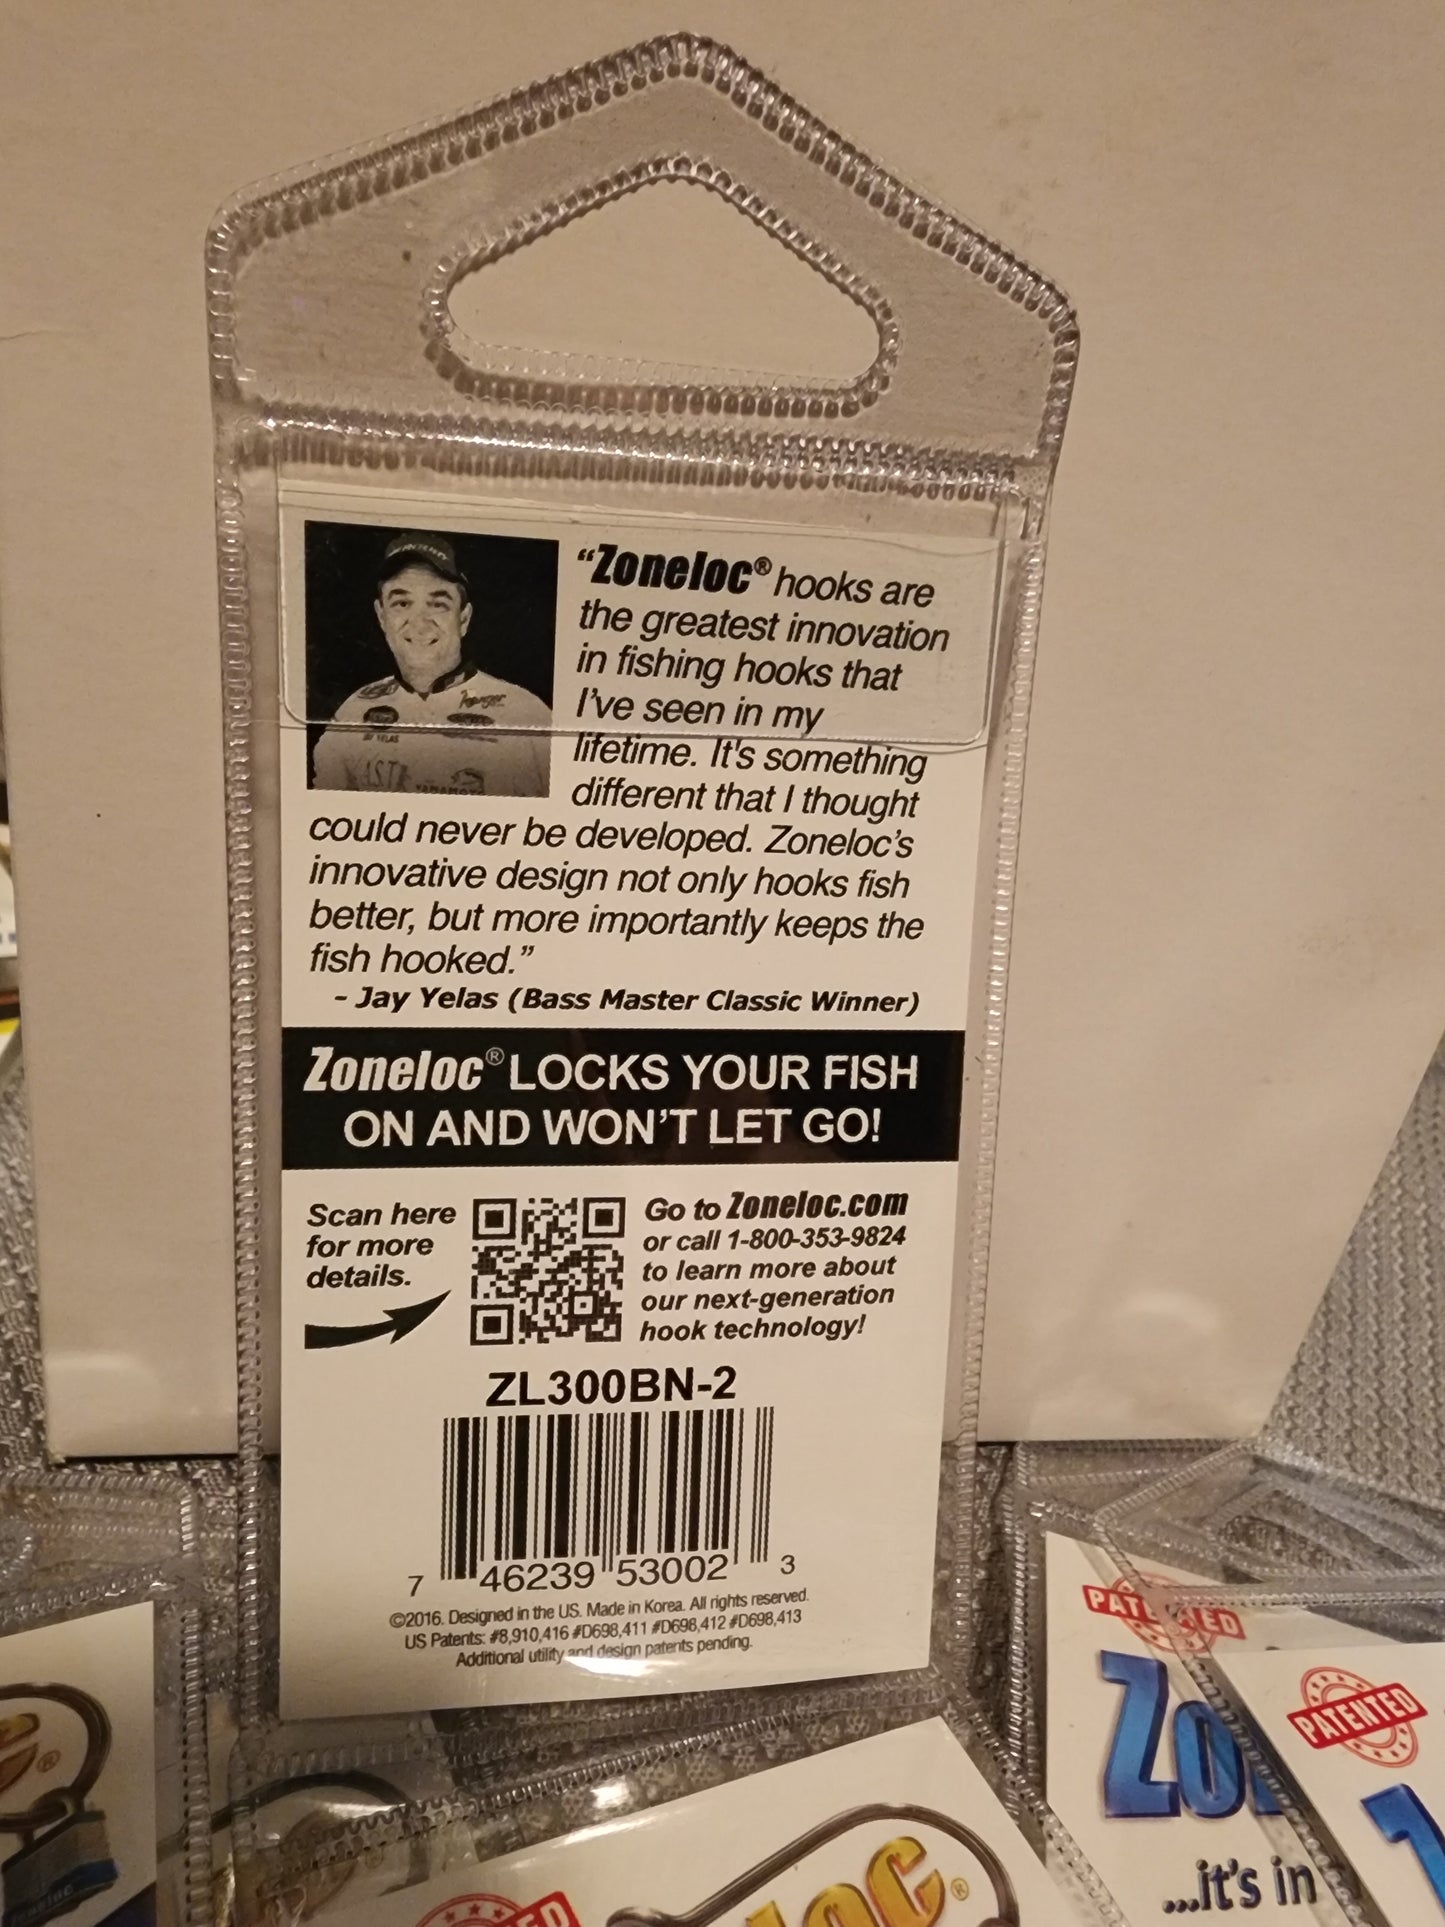 “Zoneloc® hooks are
the greatest innovation
in fishing hooks that
I’ve seen in my
lifetime. It's something
different that I thought
could never be developed. Zoneloc’s
innovative design not only hooks fish
better, but more importantly keeps the
fish hooked.”
- Jay Yelas (Bass Master Classic Winner)
Zoneloc® LOCKS YOUR FISH
ON AND WON’T LET GO!
Scan here
for more
details.
Go to Zoneloc.com
or call 1-800-353-9824
to learn more about
our next-generation
hook technology!
ZL300BN-2
7 46239 53002 3
©2016. Designed in the US. Made in Korea. All rights reserved.
US Patents: #8,910,416 #D698,411 #D698,412 #D698,413
Additional utility and design patents pending.
PATENTED
Zo
...it’s in
PATENTED